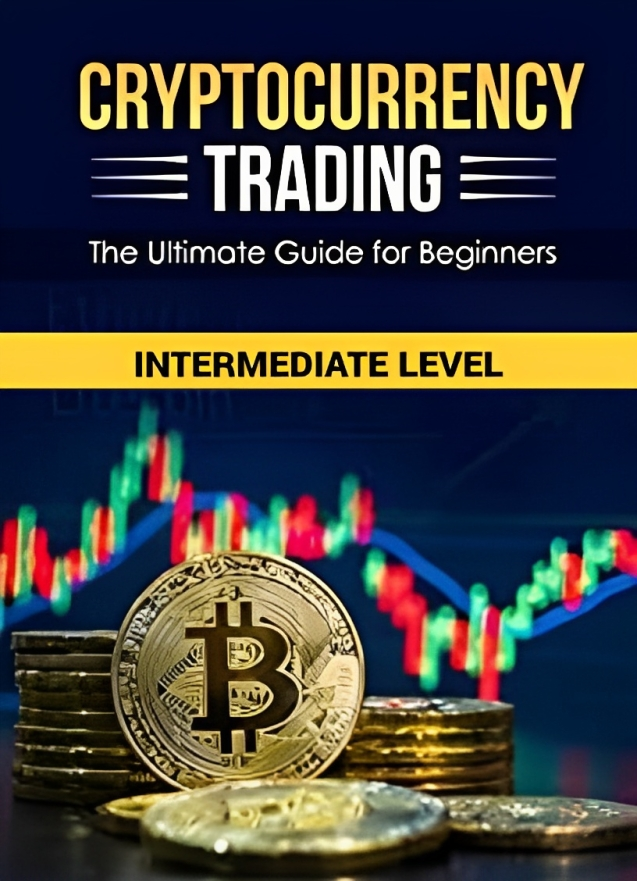 CRYPTOCURRENCY
TRADING
The Ultimate Guide for Beginners
INTERMEDIATE LEVEL